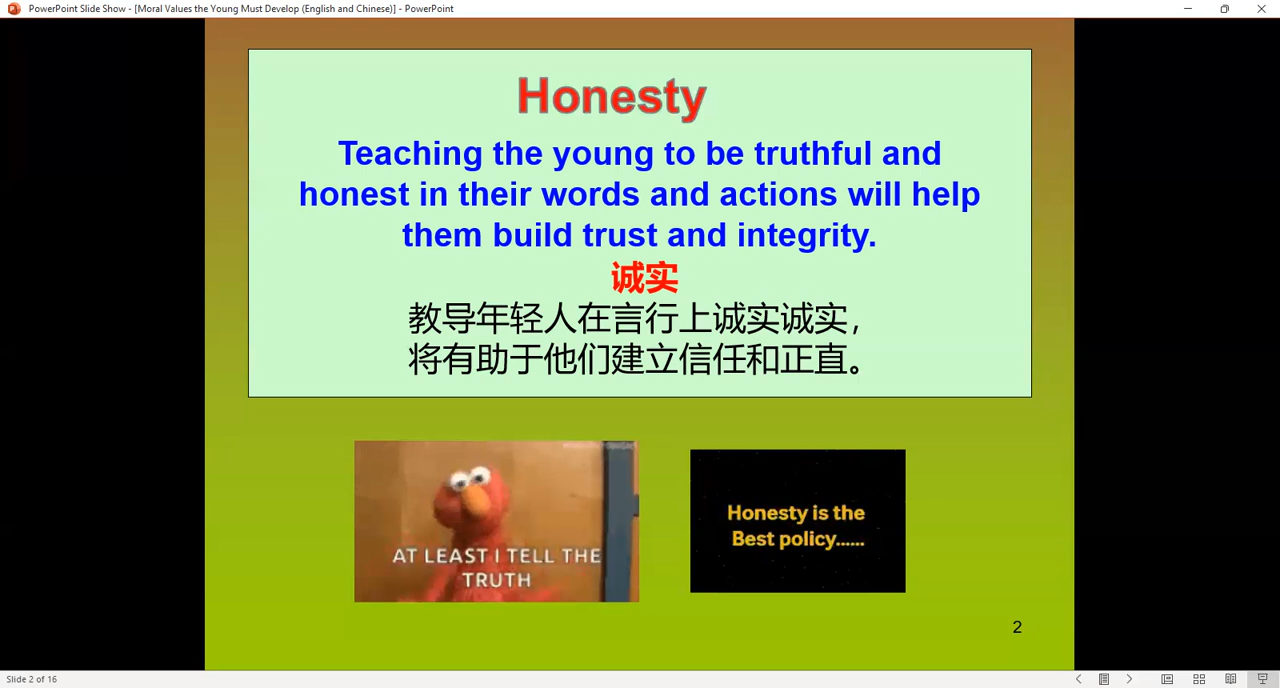 PowerPoint Slide Show - [Moral Values the Young Must Develop (English and Chinese)] - PowerPoint
Honesty
Teaching the young to be truthful and
honest in their words and actions will help
them build trust and integrity.
诚实
教导年轻人在言行上诚实诚实，
将有助于他们建立信任和正直。
AT LEAST I TELL THE
TRUTH
Honesty is the
Best policy......
2
Slide 2 of 16